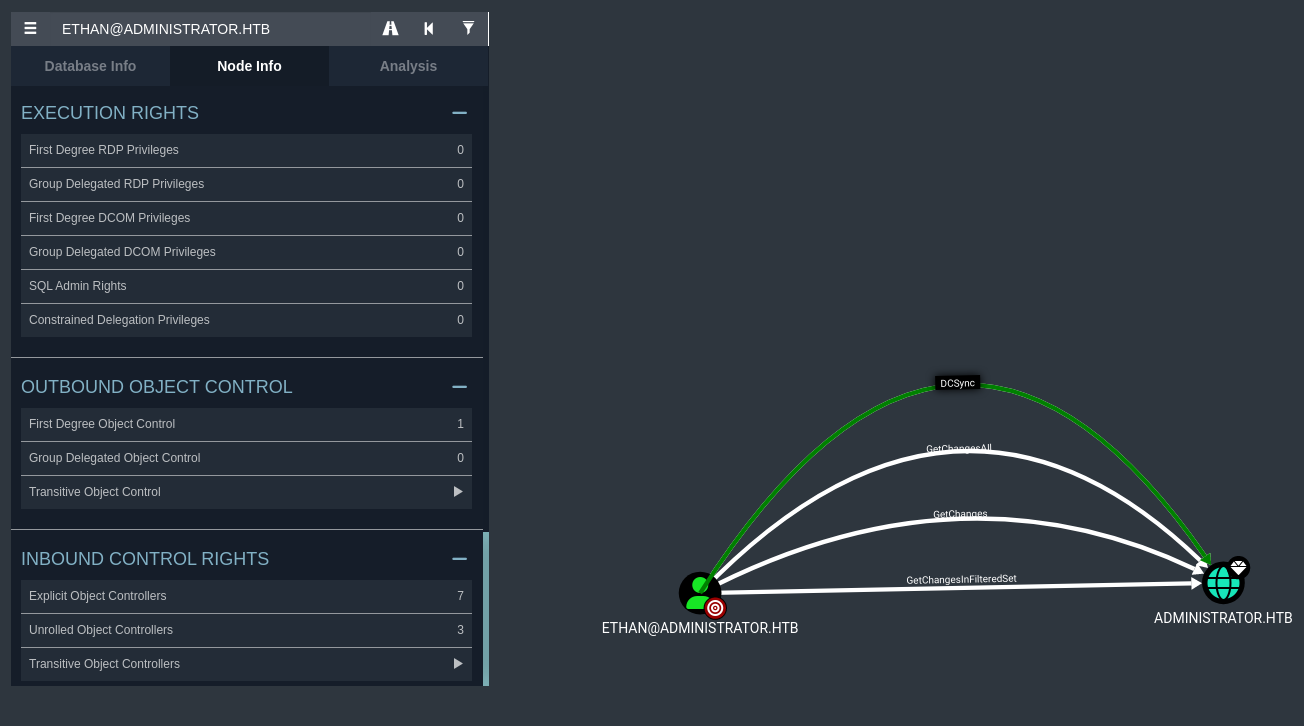 ETHAN@ADMINISTRATOR.HTB
Database Info Node Info Analysis
EXECUTION RIGHTS
First Degree RDP Privileges 0
Group Delegated RDP Privileges 0
First Degree DCOM Privileges 0
Group Delegated DCOM Privileges 0
SQL Admin Rights 0
Constrained Delegation Privileges 0
OUTBOUND OBJECT CONTROL
First Degree Object Control 1
Group Delegated Object Control 0
Transitive Object Control
INBOUND CONTROL RIGHTS
Explicit Object Controllers 7
Unrolled Object Controllers 3
Transitive Object Controllers
DCSync
GetChangesAll
GetChanges
GetChangesInFilteredSet
ETHAN@ADMINISTRATOR.HTB
ADMINISTRATOR.HTB